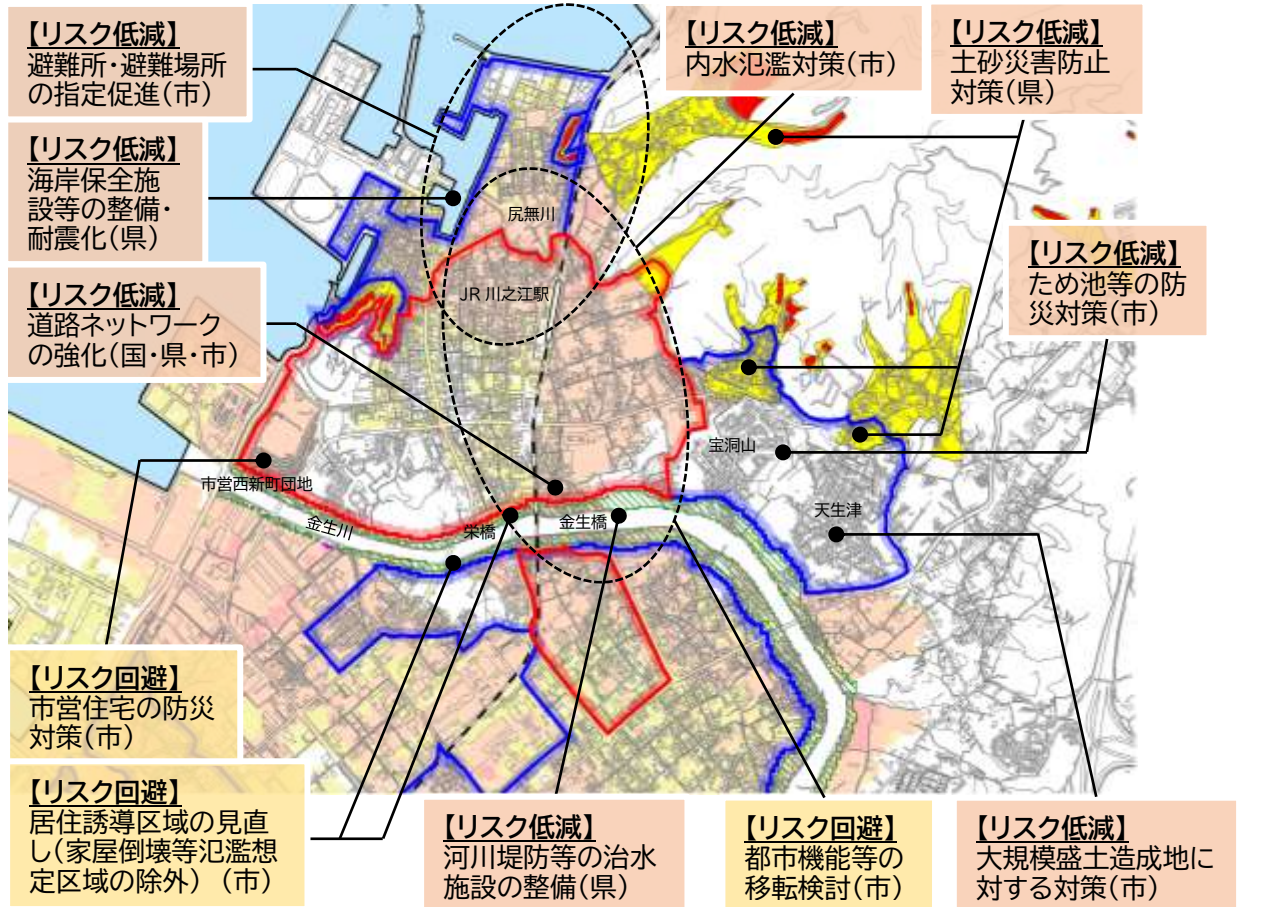 【リスク低減】
避難所・避難場所
の指定促進(市)
【リスク低減】
海岸保全施
設等の整備・
耐震化(県)
【リスク低減】
道路ネットワーク
の強化(国・県・市)
【リスク低減】
内水氾濫対策(市)
【リスク低減】
土砂災害防止
対策(県)
【リスク低減】
ため池等の防
災対策(市)
尻無川
JR 川之江駅
宝洞山
市営西新町団地
天生津
金生川
栄橋
金生橋
【リスク回避】
市営住宅の防災
対策(市)
【リスク回避】
居住誘導区域の見直
し(家屋倒壊等氾濫想
定区域の除外) (市)
【リスク低減】
河川堤防等の治水
施設の整備(県)
【リスク回避】
都市機能等の
移転検討(市)
【リスク低減】
大規模盛土造成地に
対する対策(市)